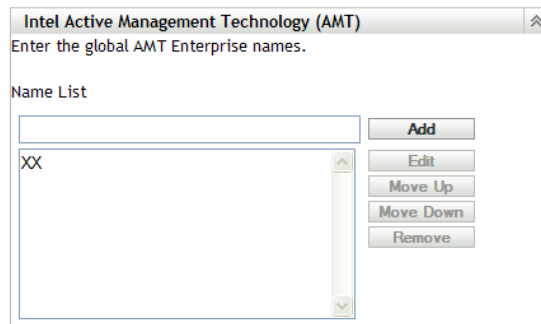 Intel Active Management Technology (AMT)
Enter the global AMT Enterprise names.
Name List
Add
XX
Edit
Move Up
Move Down
Remove